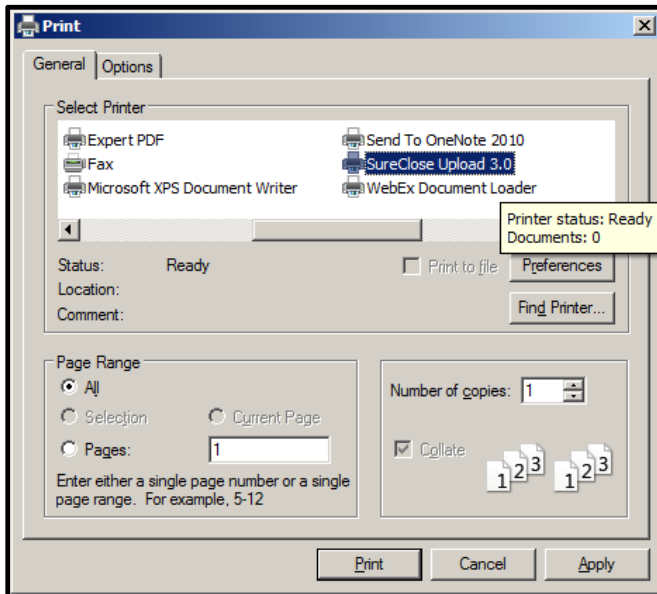 Print
General
Options
Select Printer
Expert PDF
Send To OneNote 2010
Fax
SureClose Upload 3.0
Microsoft XPS Document Writer
WebEx Document Loader
Printer status: Ready
Documents: 0
Status: Ready
Print to file
Preferences
Location:
Comment:
Find Printer...
Page Range
All
Selection
Current Page
Pages: 1
Enter either a single page number or a single
page range. For example, 5-12
Number of copies: 1
Collate
1 2 3 1 2 3
Print
Cancel
Apply